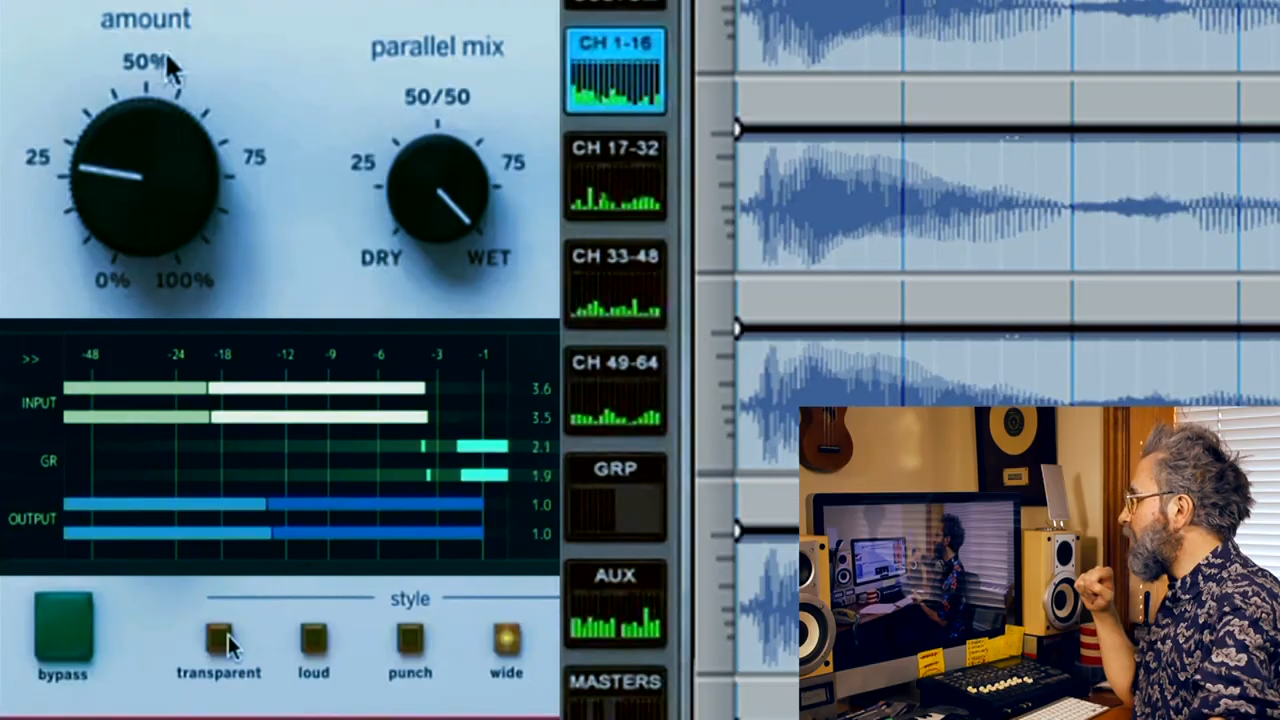 amount
50%
25
75
0%
100%
parallel mix
50/50
25
75
DRY
WET
>>
-48
-24
-18
-12
-9
-6
-3
-1
INPUT
3.6
3.5
GR
2.1
1.9
OUTPUT
1.0
1.0
style
bypass
transparent
loud
punch
wide
CH 1-16
CH 17-32
CH 33-48
CH 49-64
GRP
AUX
MASTERS